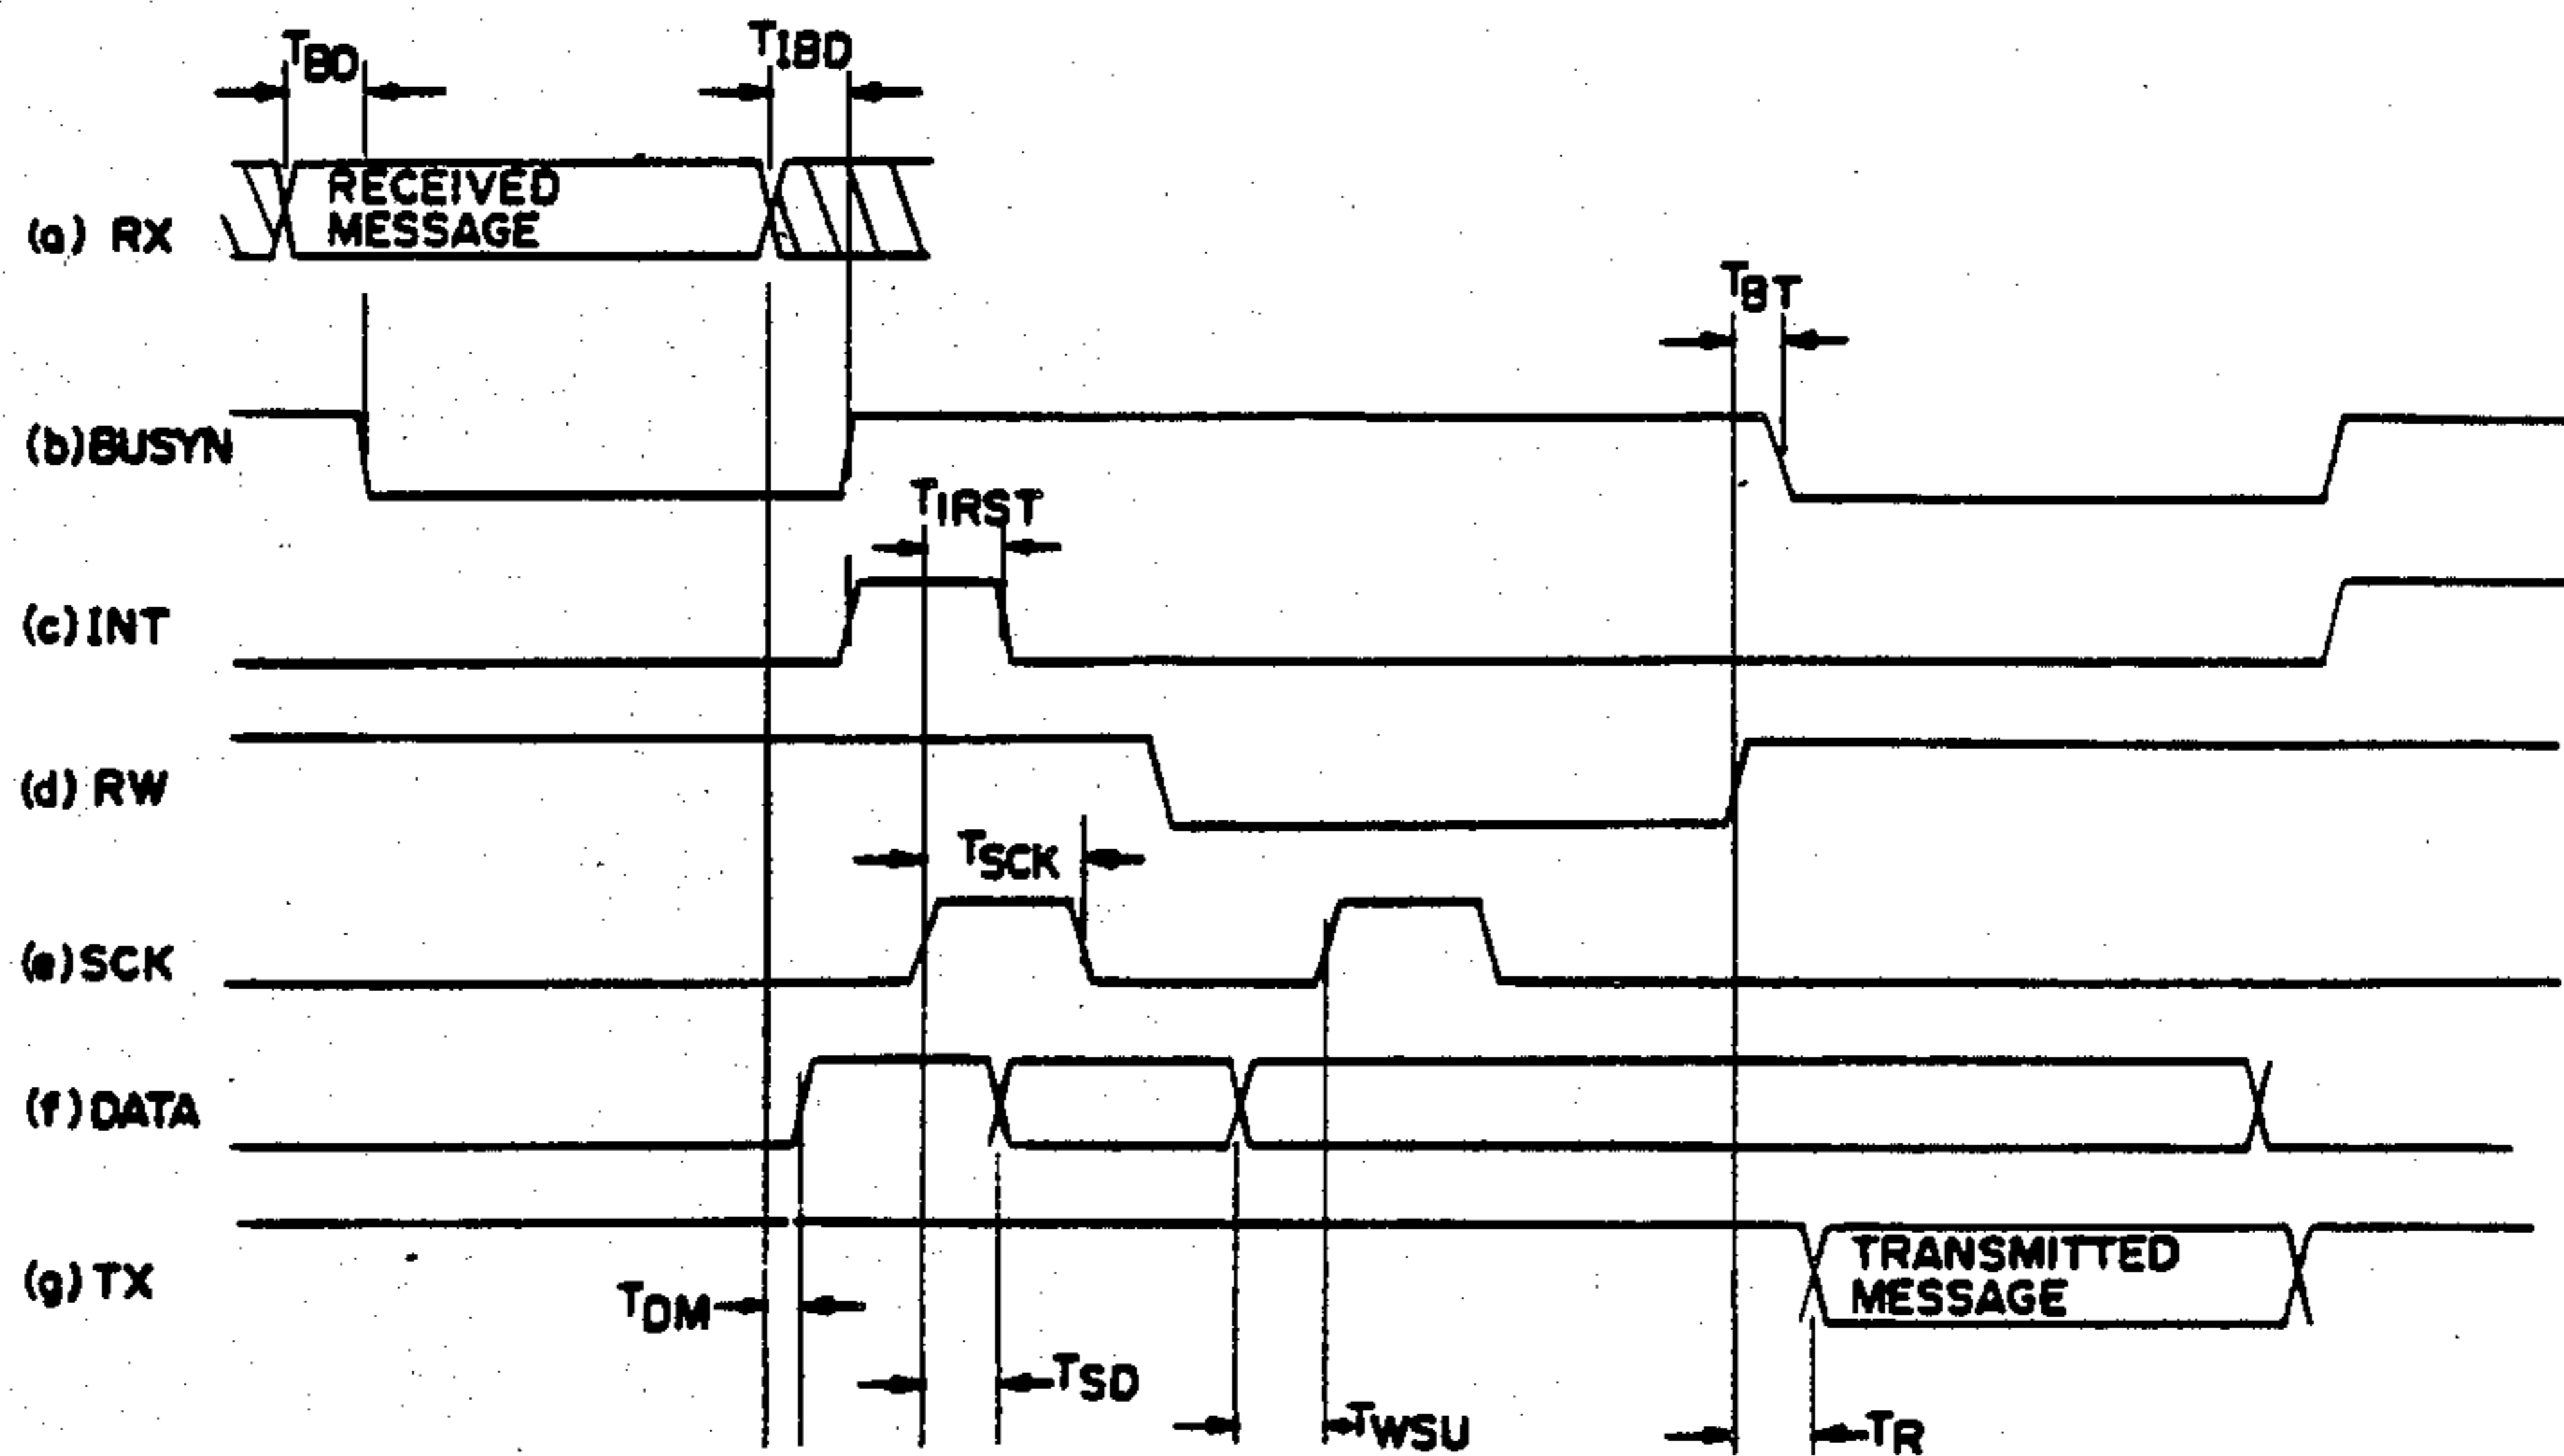 TBD
TIBD
(a) RX
RECEIVED
MESSAGE
TBT
(b) BUSYN
TIRST
(c) INT
(d) RW
TSCK
(e) SCK
(f) DATA
(g) TX
TRANSMITTED
MESSAGE
TDM
TSD
TWSU
TR